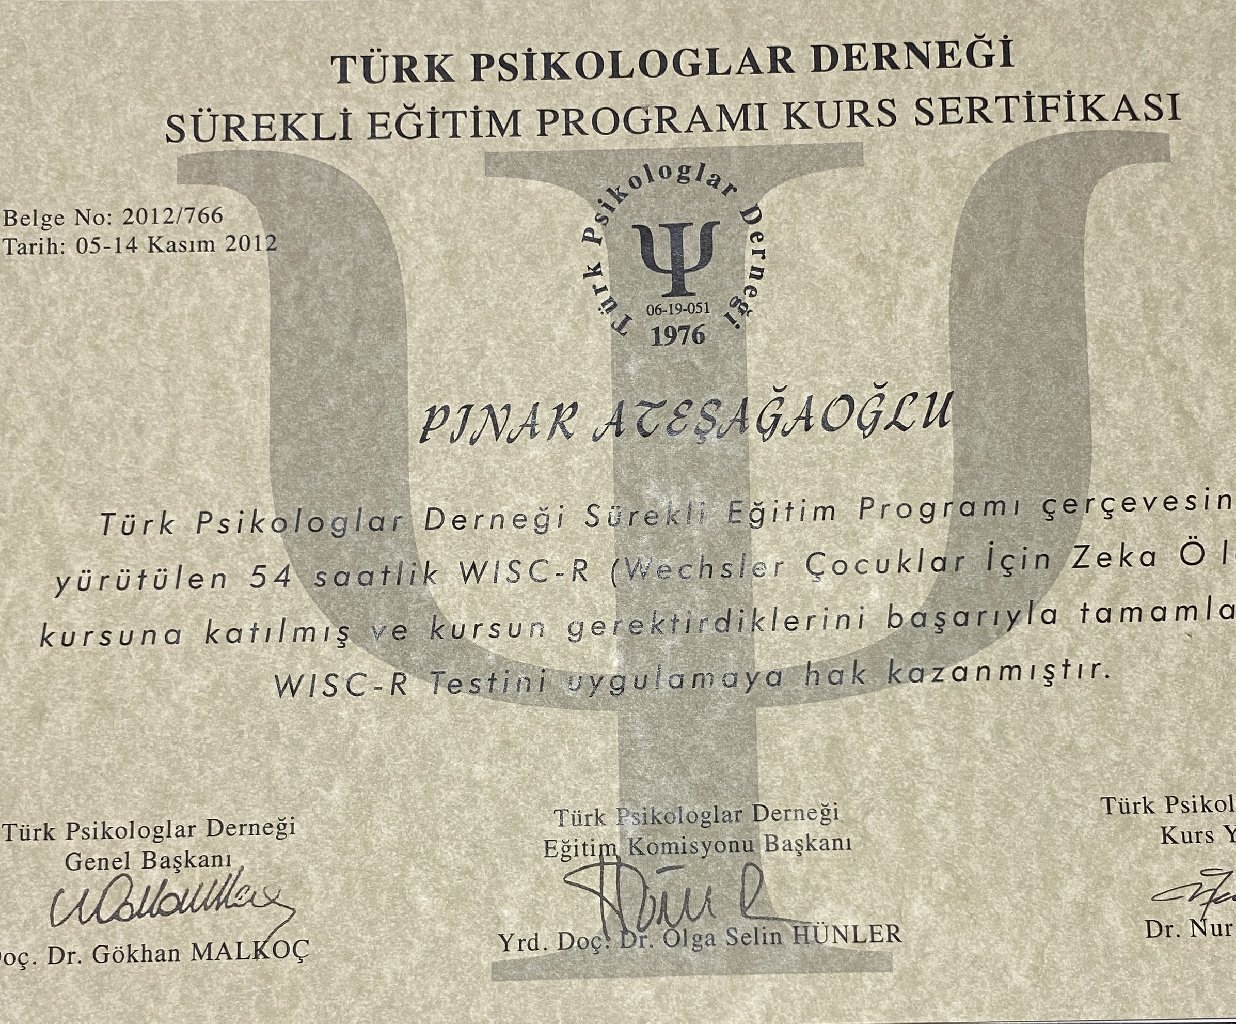 TÜRK PSİKOLOGLAR DERNEĞİ
SÜREKLİ EĞİTİM PROGRAMI KURS SERTİFİKASI
Belge No: 2012/766
Tarih: 05-14 Kasım 2012
Türk Psikologlar Derneği
06-19-051
1976
PINAR ATEŞAĞAOĞLU
Türk Psikologlar Derneği Sürekli Eğitim Programı çerçevesin
yürütülen 54 saatlik WISC-R (Wechsler Çocuklar İçin Zeka Öl
kursuna katılmış ve kursun gerektirdiklerini başarıyla tamamla
WISC-R Testini uygulamaya hak kazanmıştır.
Türk Psikologlar Derneği
Genel Başkanı
oç. Dr. Gökhan MALKOÇ
Türk Psikologlar Derneği
Eğitim Komisyonu Başkanı
Yrd. Doç. Dr. Olga Selin HÜNLER
Türk Psikol
Kurs Y
Dr. Nur